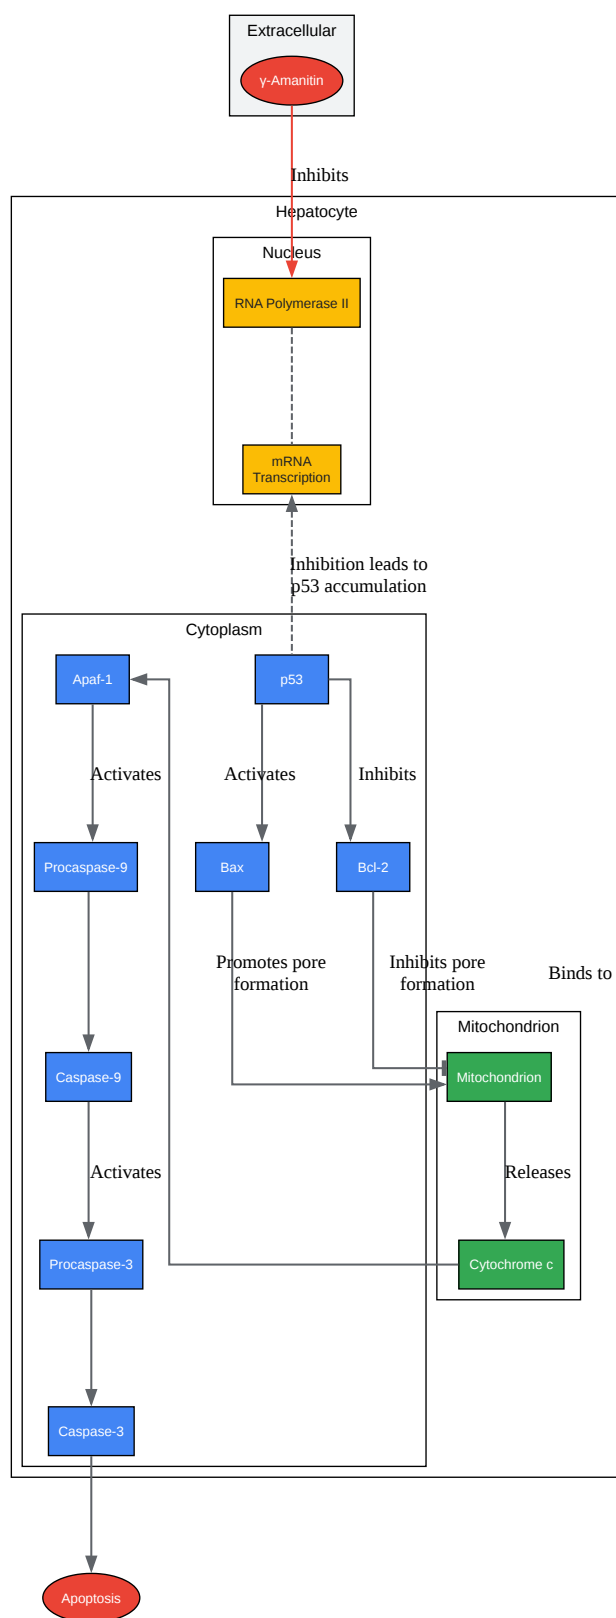 Extracellular
γ-Amanitin
Inhibits
Hepatocyte
Nucleus
RNA Polymerase II
mRNA
Transcription
Inhibition leads to
p53 accumulation
Cytoplasm
Apaf-1
p53
Activates
Activates
Inhibits
Procaspase-9
Bax
Bcl-2
Promotes pore
formation
Inhibits pore
formation
Binds to
Mitochondrion
Caspase-9
Mitochondrion
Activates
Releases
Procaspase-3
Cytochrome c
Caspase-3
Apoptosis